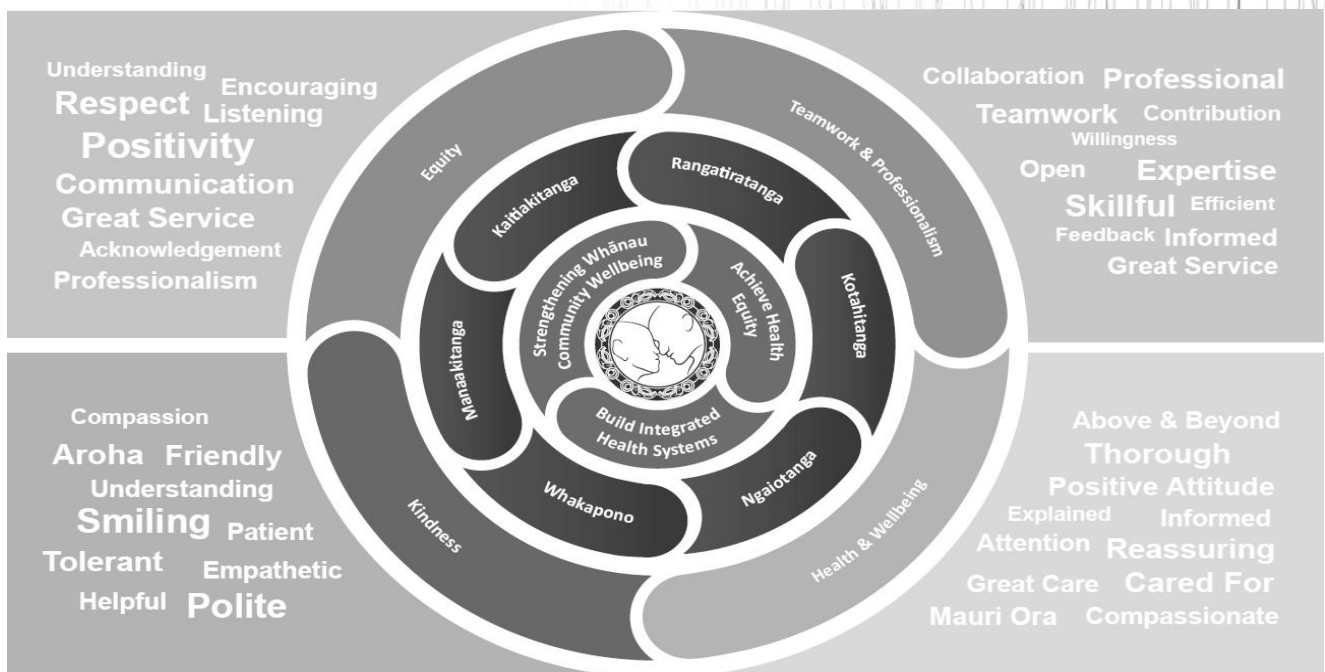 Understanding
Encouraging
Respect
Listening
Positivity
Communication
Great Service
Acknowledgement
Professionalism
Collaboration
Professional
Teamwork
Contribution
Willingness
Open
Expertise
Skillful
Efficient
Feedback
Informed
Great Service
Equity
Teamwork & Professionalism
Kaitiakitanga
Rangatiratanga
Manaakitanga
Kotahitanga
Strengthening Whānau
Community Wellbeing
Achieve Health
Equity
Build Integrated
Health Systems
Whakapono
Ngaiotanga
Kindness
Health & Wellbeing
Compassion
Aroha
Friendly
Understanding
Smiling
Patient
Tolerant
Empathetic
Helpful
Polite
Above & Beyond
Thorough
Positive Attitude
Explained
Informed
Attention
Reassuring
Great Care
Cared For
Mauri Ora
Compassionate